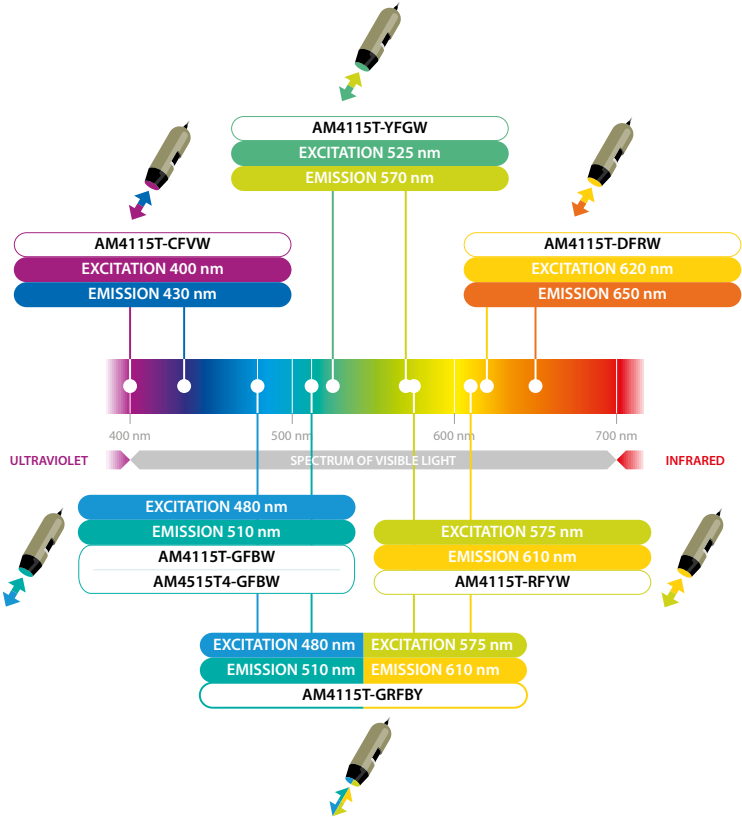 AM4115T-YFGW
EXCITATION 525 nm
EMISSION 570 nm
AM4115T-CFVW
EXCITATION 400 nm
EMISSION 430 nm
AM4115T-DFRW
EXCITATION 620 nm
EMISSION 650 nm
400 nm
500 nm
600 nm
700 nm
ULTRAVIOLET
SPECTRUM OF VISIBLE LIGHT
INFRARED
EXCITATION 480 nm
EMISSION 510 nm
AM4115T-GFBW
AM4515T4-GFBW
EXCITATION 575 nm
EMISSION 610 nm
AM4115T-RFYW
EXCITATION 480 nm
EXCITATION 575 nm
EMISSION 510 nm
EMISSION 610 nm
AM4115T-GRFBY